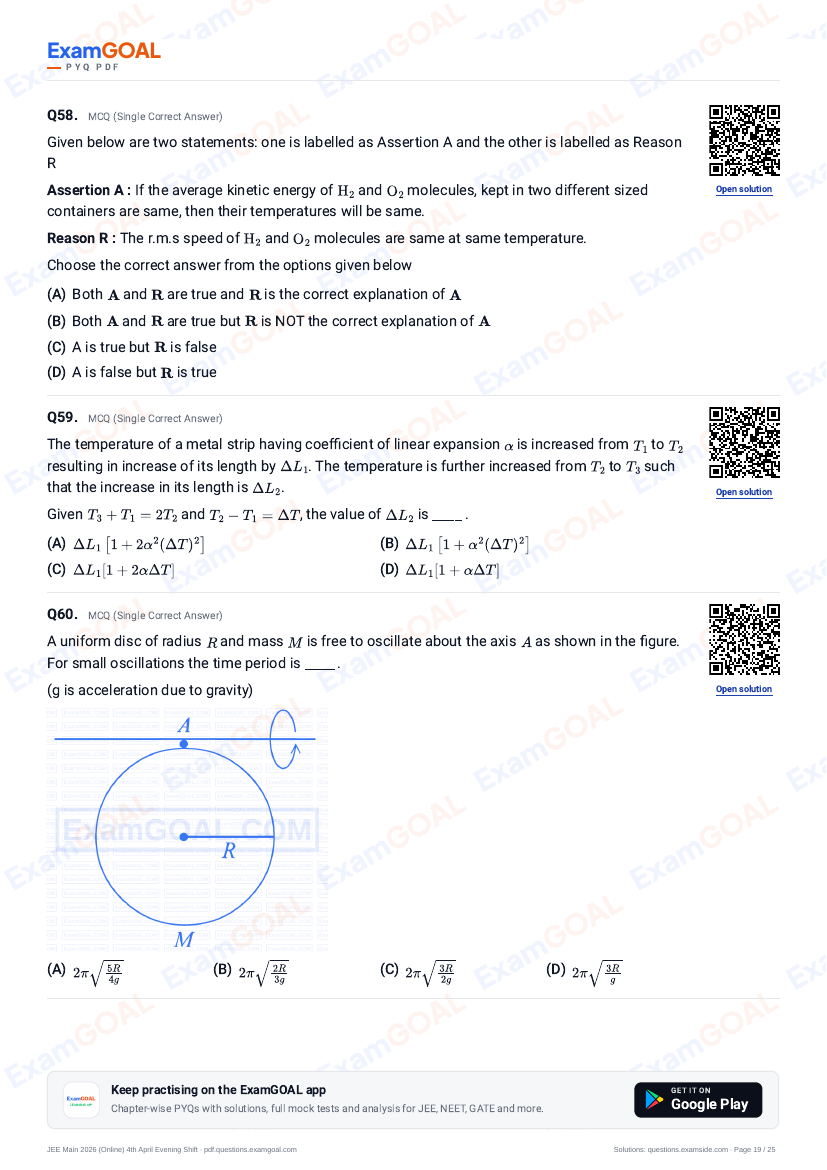 ExamGOAL
PYQ PDF
Q58. MCQ (Single Correct Answer)
Given below are two statements: one is labelled as Assertion A and the other is labelled as Reason
R
Assertion A : If the average kinetic energy of H₂ and O₂ molecules, kept in two different sized
containers are same, then their temperatures will be same.
Reason R : The r.m.s speed of H₂ and O₂ molecules are same at same temperature.
Choose the correct answer from the options given below
(A) Both A and R are true and R is the correct explanation of A
(B) Both A and R are true but R is NOT the correct explanation of A
(C) A is true but R is false
(D) A is false but R is true
Open solution
Q59. MCQ (Single Correct Answer)
The temperature of a metal strip having coefficient of linear expansion α is increased from T₁ to T₂
resulting in increase of its length by ΔL₁. The temperature is further increased from T₂ to T₃ such
that the increase in its length is ΔL₂.
Given T₃ + T₁ = 2T₂ and T₂ − T₁ = ΔT, the value of ΔL₂ is ____ .
(A) ΔL₁ [1 + 2α²(ΔT)²] (B) ΔL₁ [1 + α²(ΔT)²]
(C) ΔL₁[1 + 2αΔT] (D) ΔL₁[1 + αΔT]
Open solution
Q60. MCQ (Single Correct Answer)
A uniform disc of radius R and mass M is free to oscillate about the axis A as shown in the figure.
For small oscillations the time period is ____ .
(g is acceleration due to gravity)
Open solution
A
ExamGOAL.COM
R
M
(A) 2π√(5R/4g) (B) 2π√(2R/3g) (C) 2π√(3R/2g) (D) 2π√(3R/g)
ExamGOAL
Keep practising on the ExamGOAL app
Chapter-wise PYQs with solutions, full mock tests and analysis for JEE, NEET, GATE and more.
GET IT ON
Google Play
JEE Main 2026 (Online) 4th April Evening Shift · pdf.questions.examgoal.com
Solutions: questions.examside.com · Page 19 / 25